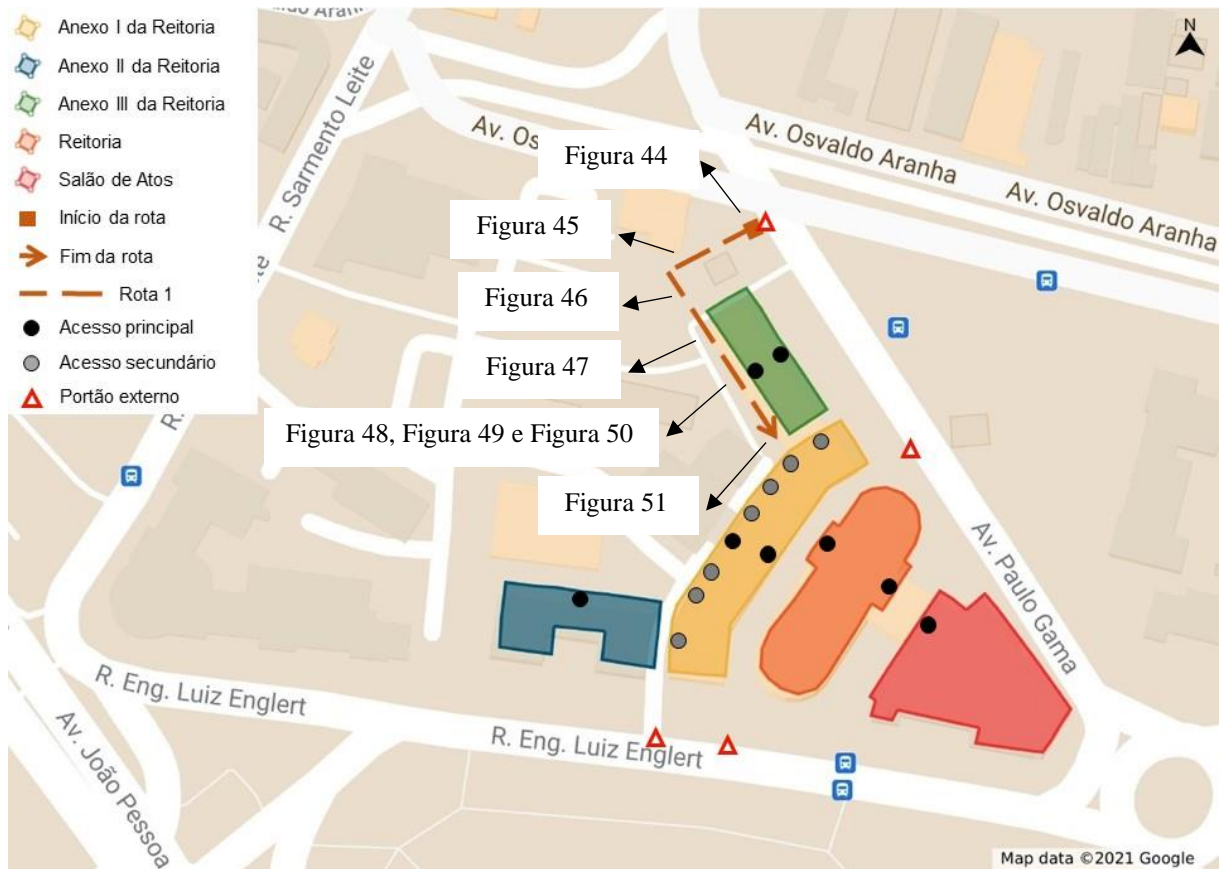 Anexo I da Reitoria
Anexo II da Reitoria
Anexo III da Reitoria
Reitoria
Salão de Atos
Início da rota
Fim da rota
Rota 1
Acesso principal
Acesso secundário
Portão externo
N
R. Sarmento Leite
Av. Os
Av. Osvaldo Aranha
Av. Osvaldo Aranha
Figura 44
Figura 45
Figura 46
Figura 47
Figura 48, Figura 49 e Figura 50
Figura 51
Av. Paulo Gama
R. Eng. Luiz Englert
R. Eng. Luiz Englert
Av. João Pessoa
Map data ©2021 Google